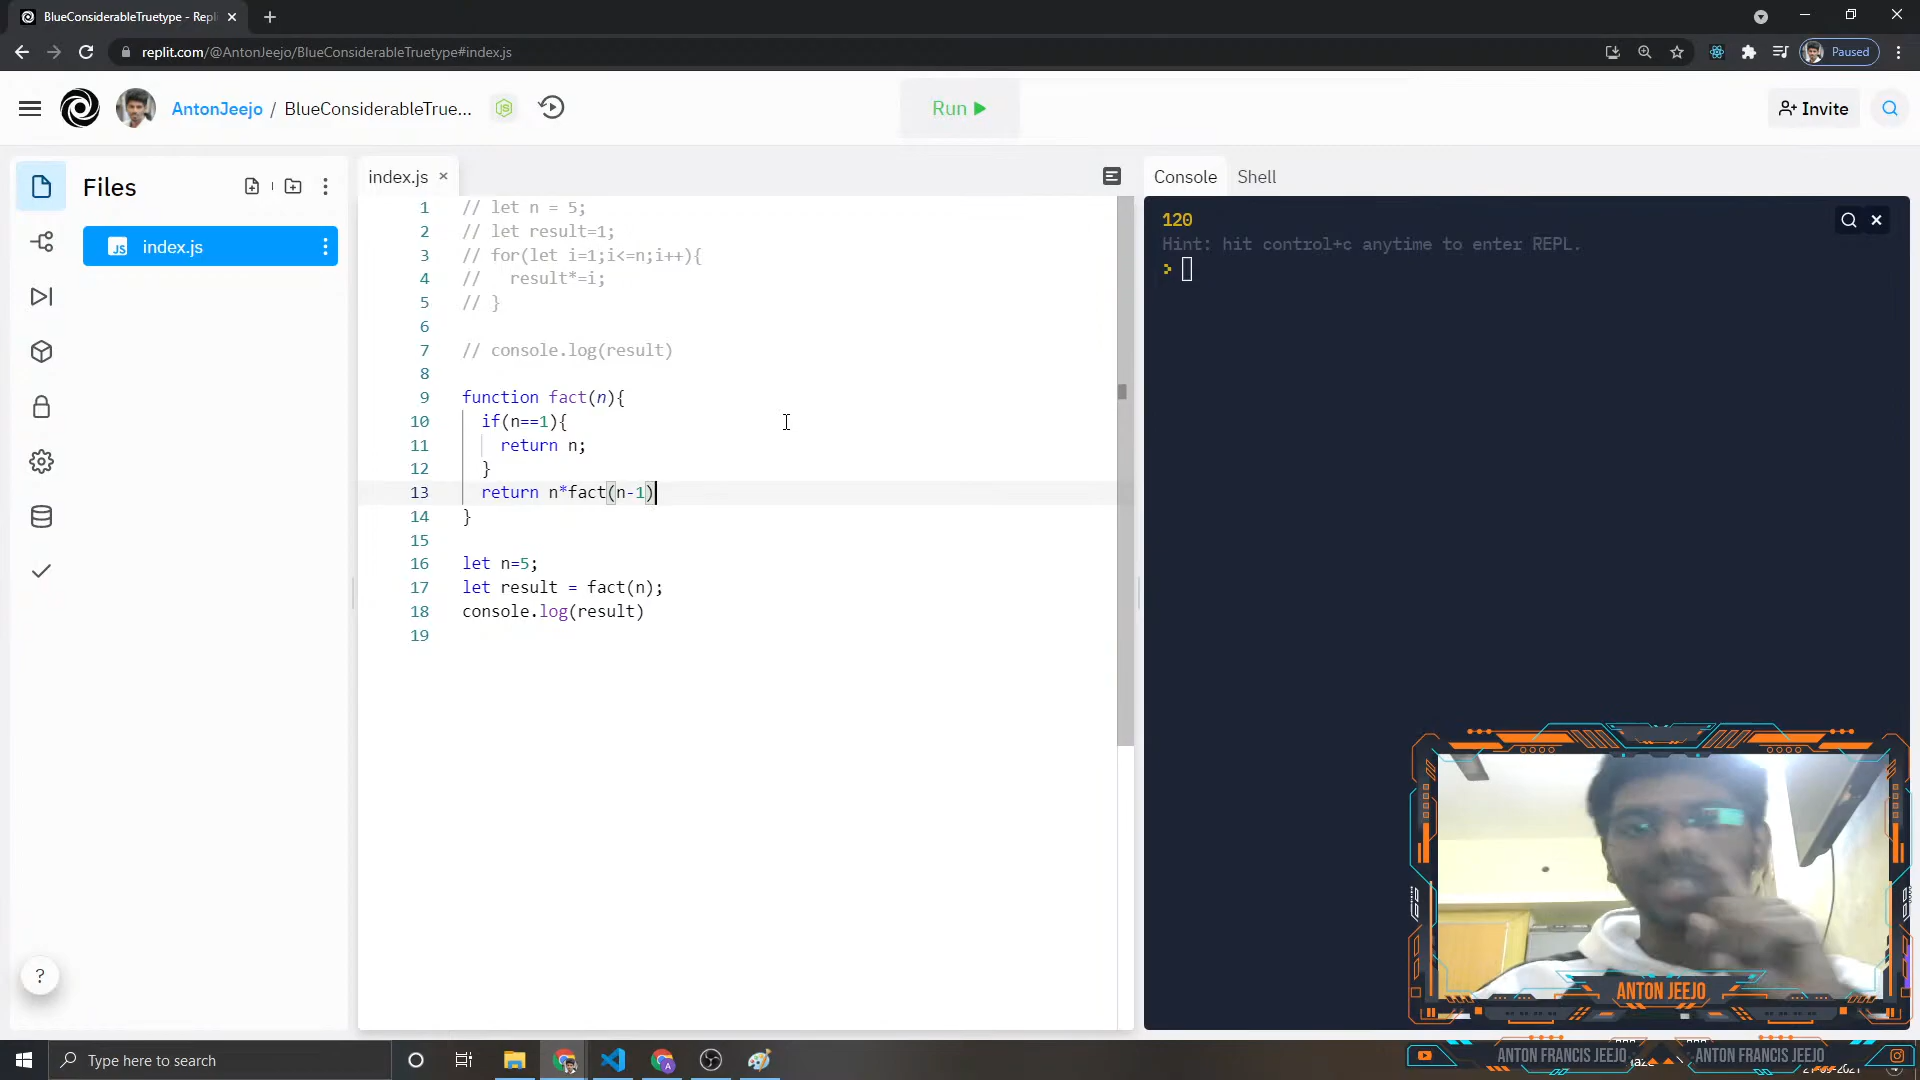 BlueConsiderableTruetype - Repl
replit.com/@AntonJeejo/BlueConsiderableTruetype#index.js
Paused
AntonJeejo / BlueConsiderableTrue...
Run
Invite
Files
index.js
index.js
Console
Shell
1 // let n = 5;
2 // let result=1;
3 // for(let i=1;i<=n;i++){
4 //   result*=i;
5 // }
6
7 // console.log(result)
8
9 function fact(n){
10   if(n==1){
11     return n;
12   }
13   return n*fact(n-1)
14 }
15
16 let n=5;
17 let result = fact(n);
18 console.log(result)
19
120
Hint: hit control+c anytime to enter REPL.
>
?
ANTON JEEJO
Type here to search
ANTON FRANCIS JEEJO
ANTON FRANCIS JEEJO